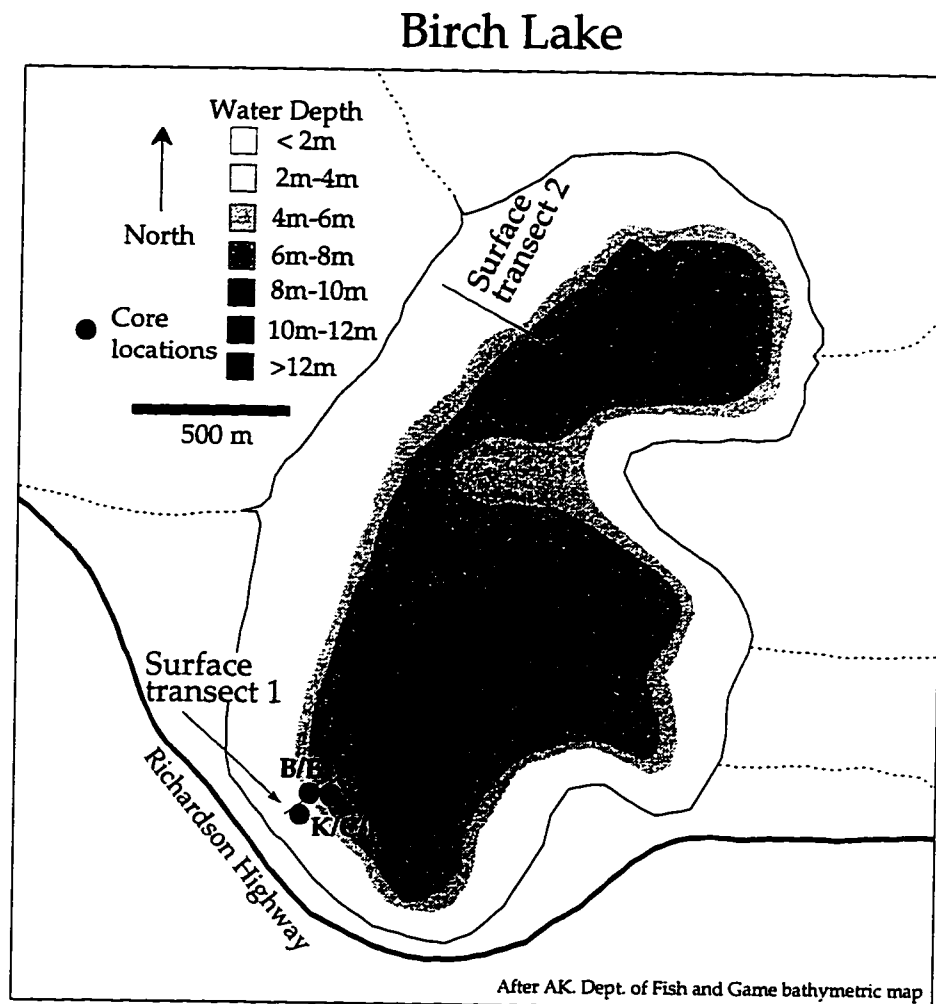 Birch Lake
Water Depth
< 2m
2m-4m
4m-6m
6m-8m
8m-10m
10m-12m
>12m
North
Core
locations
500 m
Surface
transect 2
Surface
transect 1
Richardson Highway
After AK. Dept. of Fish and Game bathymetric map